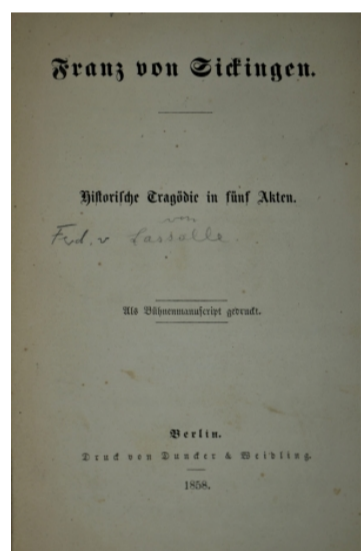 Franz von Sickingen.
Historische Tragödie in fünf Akten.
von
Ferd. v Lassalle.
Als Bühnenmanuscript gedruckt.
Berlin.
Druck von Duncker & Weidling.
1858.